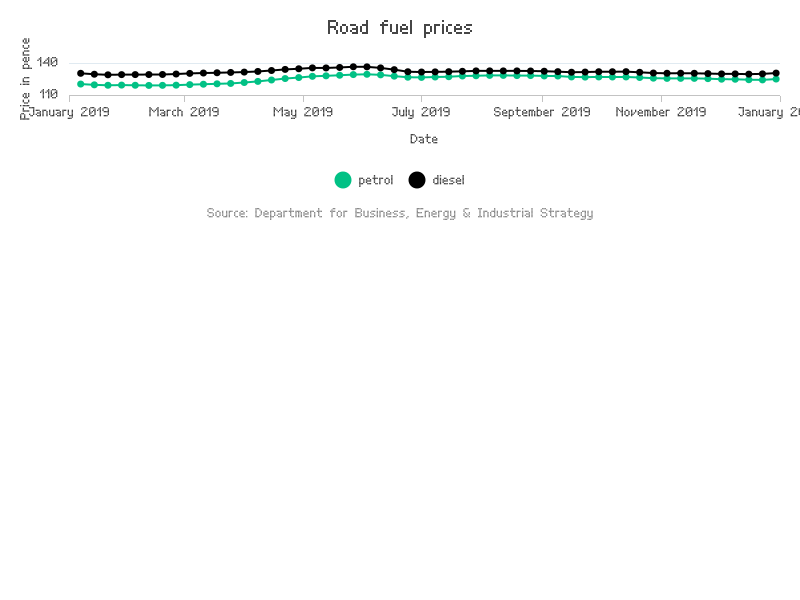 Road fuel prices
Price in pence
140
110
January 2019 March 2019 May 2019 July 2019 September 2019 November 2019 January 20
Date
petrol diesel
Source: Department for Business, Energy & Industrial Strategy